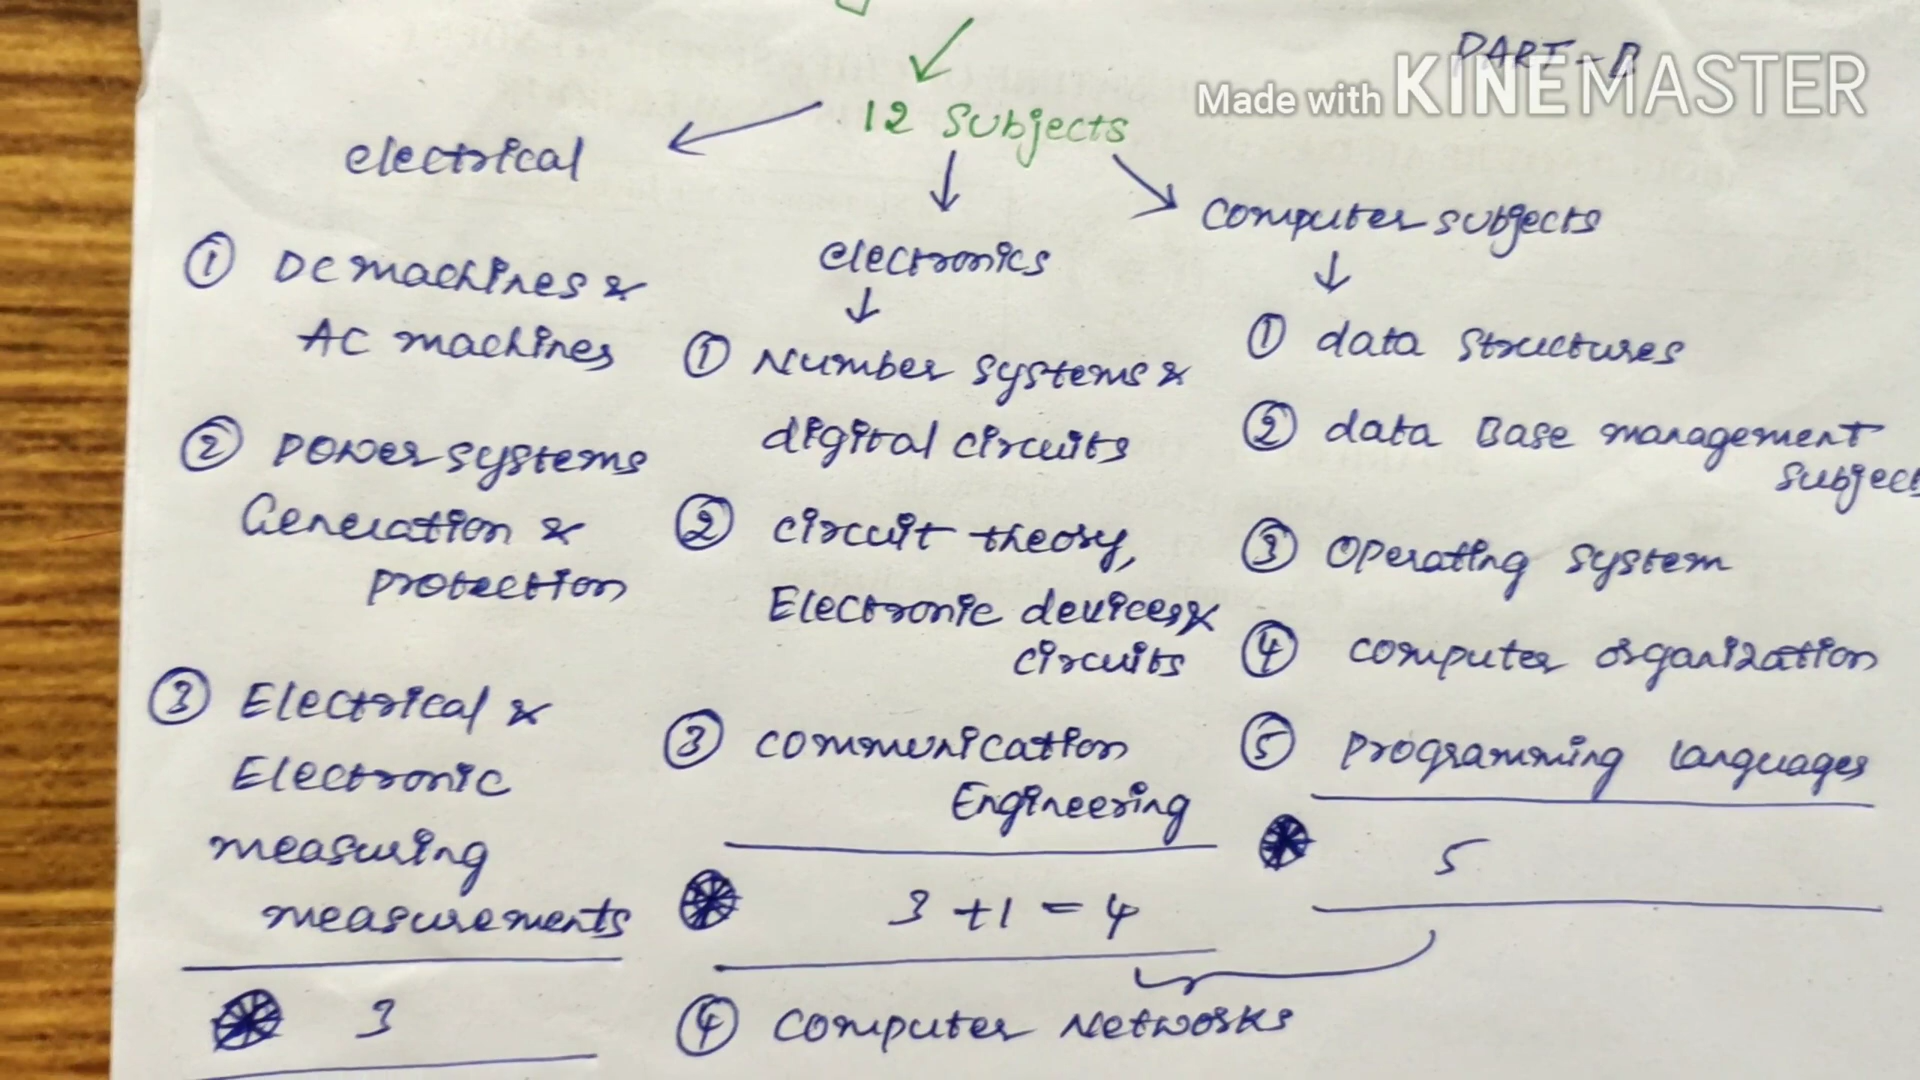 PART-B
Made with KINEMASTER
12 Subjects
electrical
① DC machines &
AC machines
② Power systems
Generation &
protection
③ Electrical &
Electronic
measuring
measurements
3
electronics
① Number systems &
digital circuits
② circuit theory,
Electronic devices &
circuits
③ communication
Engineering
3 + 1 = 4
④ computer Networks
computer subjects
① data structures
② data Base management
subject
③ operating system
④ computer organization
⑤ programming languages
5